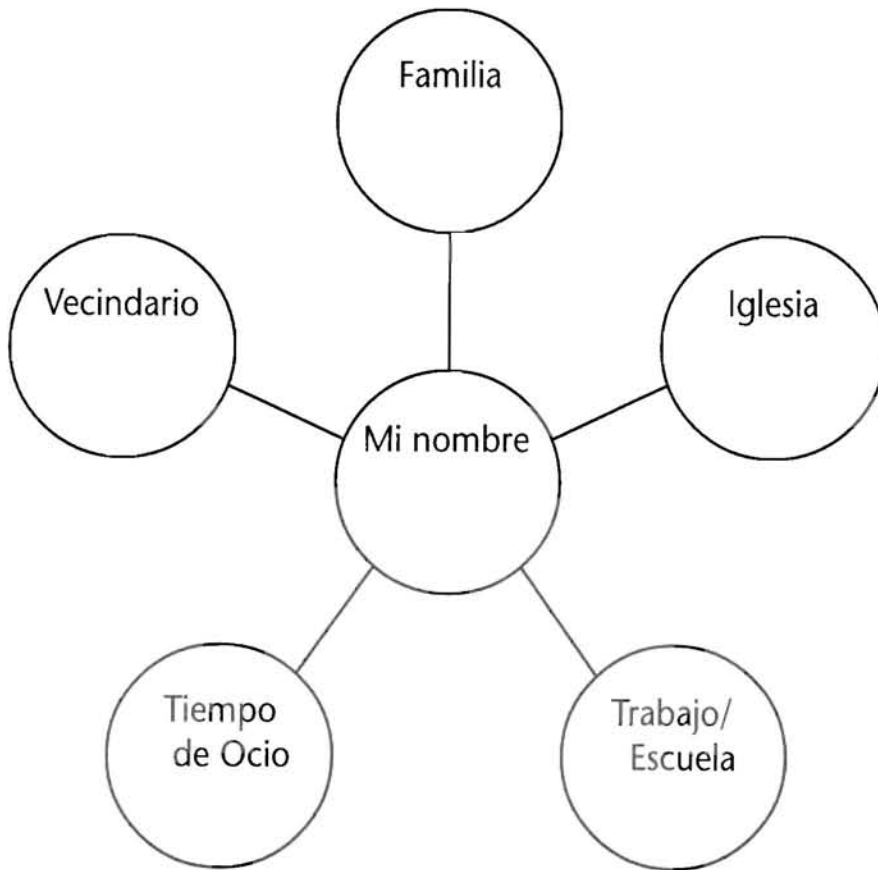 Familia
Vecindario
Iglesia
Mi nombre
Tiempo
de Ocio
Trabajo/
Escuela